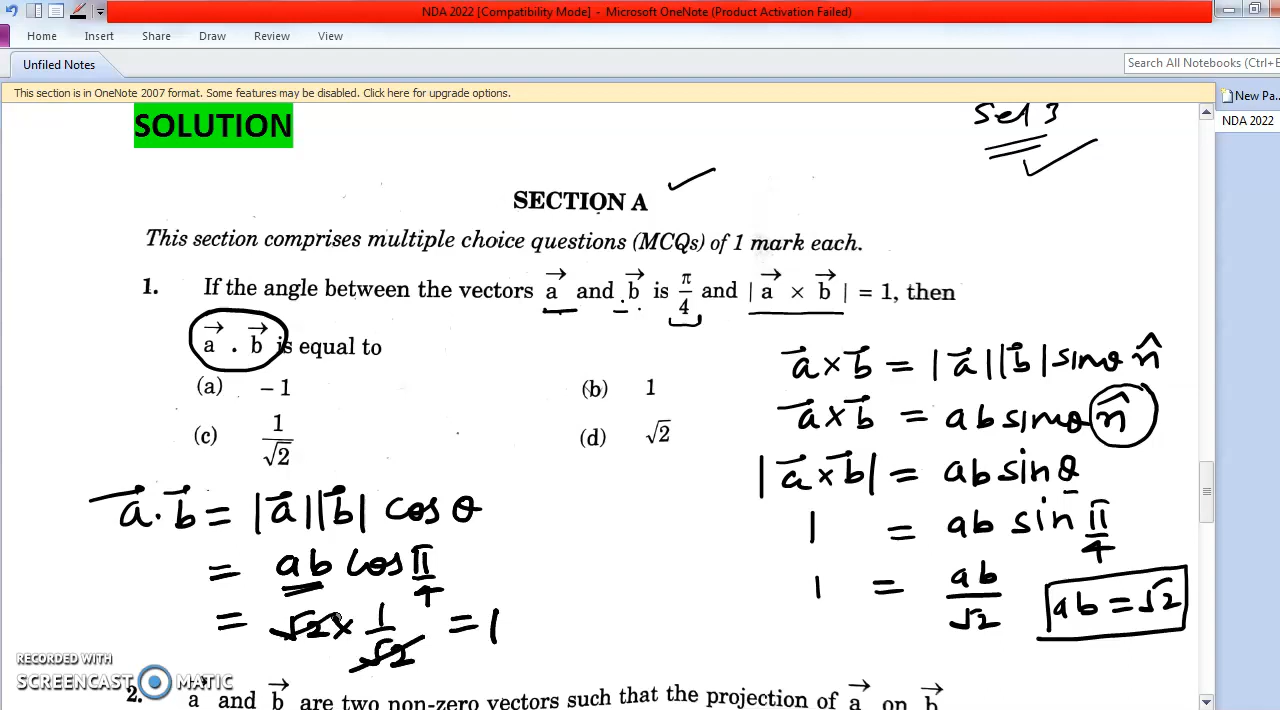 NDA 2022 [Compatibility Mode] - Microsoft OneNote (Product Activation Failed)
Home Insert Share Draw Review View
Unfiled Notes
Search All Notebooks (Ctrl+E
This section is in OneNote 2007 format. Some features may be disabled. Click here for upgrade options.
New Pa..
NDA 2022
SOLUTION
Set 3
SECTION A
This section comprises multiple choice questions (MCQs) of 1 mark each.
1. If the angle between the vectors a⃗ and b⃗ is π/4 and | a⃗ × b⃗ | = 1, then
a⃗ . b⃗ is equal to
(a) – 1
(b) 1
(c) 1/√2
(d) √2
a⃗ × b⃗ = |a⃗||b⃗| sinθ n̂
a⃗ × b⃗ = ab sinθ n̂
|a⃗ × b⃗| = ab sinθ
1 = ab sin π/4
1 = ab/√2
ab = √2
a⃗ . b⃗ = |a⃗||b⃗| cosθ
= ab cos π/4
= √2 × 1/√2 = 1
RECORDED WITH
SCREENCAST MATIC
2. a⃗ and b⃗ are two non-zero vectors such that the projection of a⃗ on b⃗